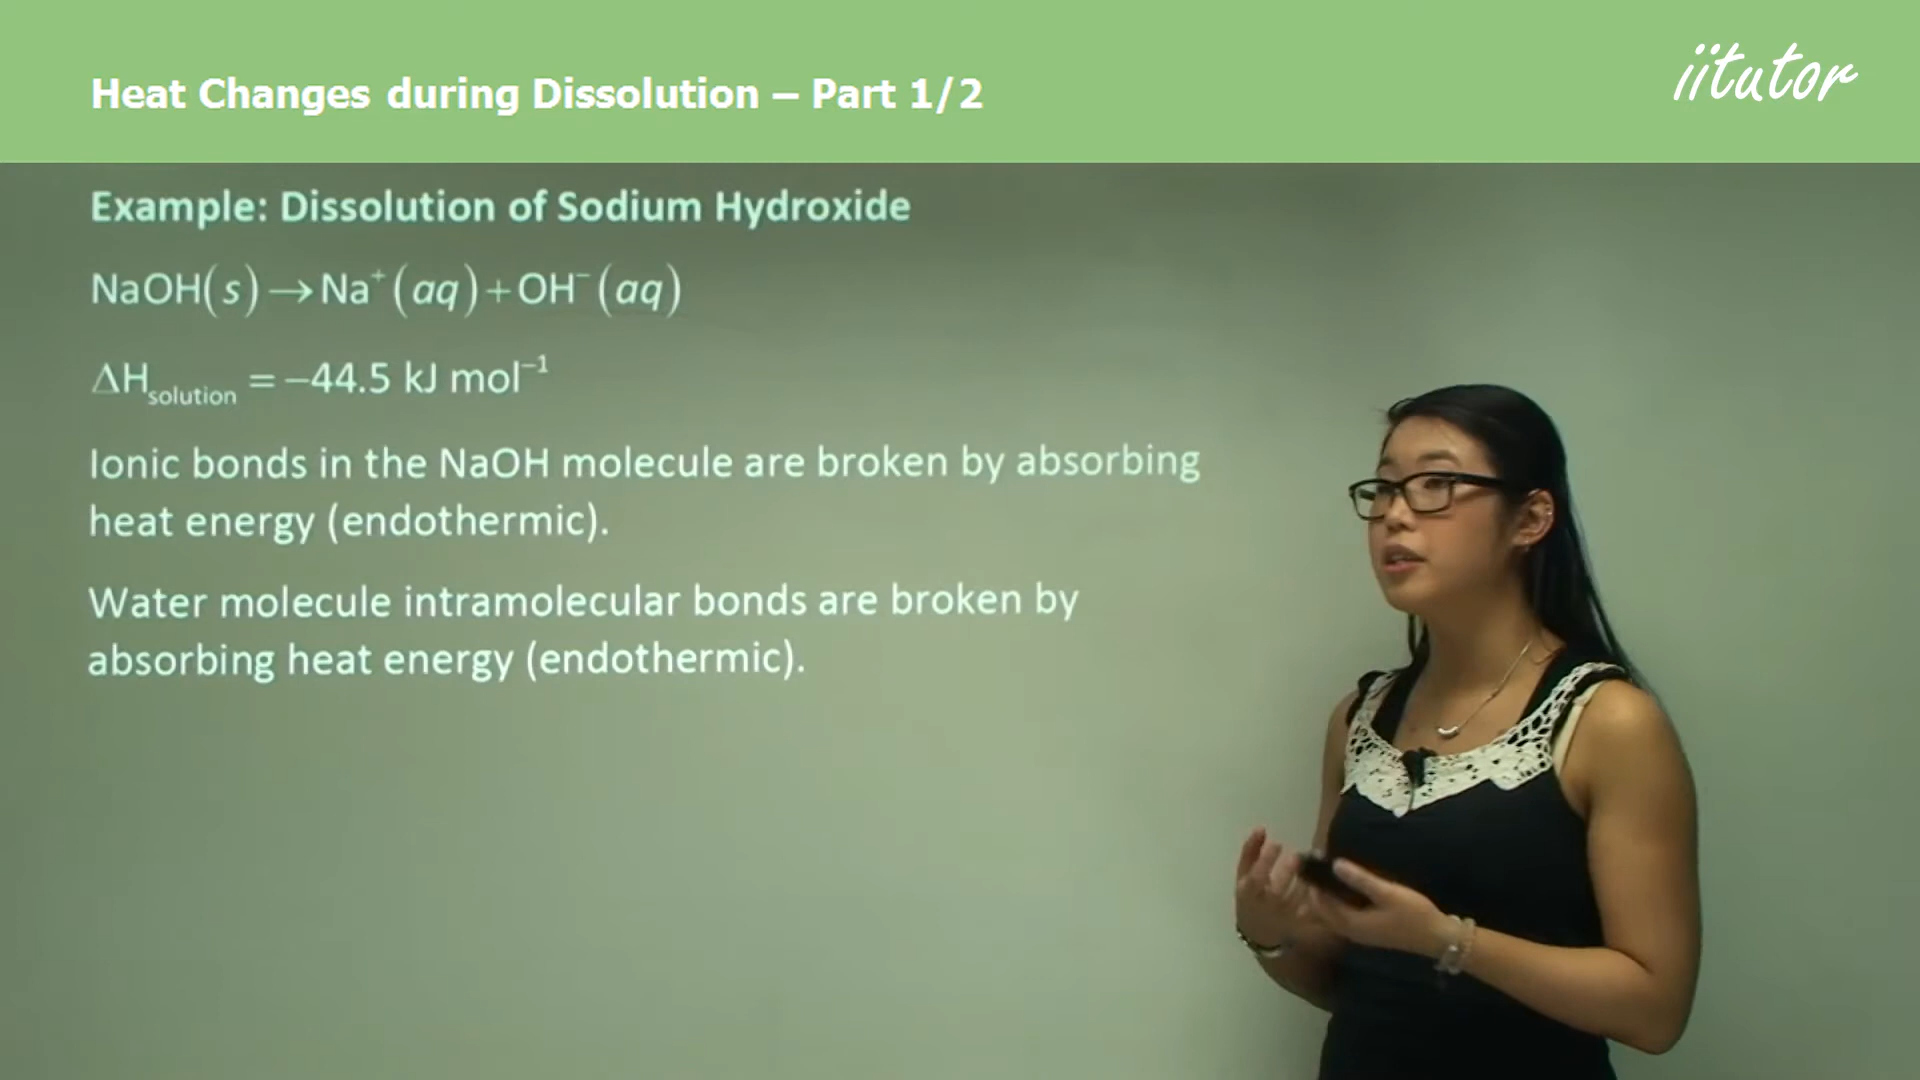 Heat Changes during Dissolution – Part 1/2
iitutor
Example: Dissolution of Sodium Hydroxide
NaOH(s)→Na⁺(aq)+OH⁻(aq)
ΔH_solution = −44.5 kJ mol⁻¹
Ionic bonds in the NaOH molecule are broken by absorbing
heat energy (endothermic).
Water molecule intramolecular bonds are broken by
absorbing heat energy (endothermic).